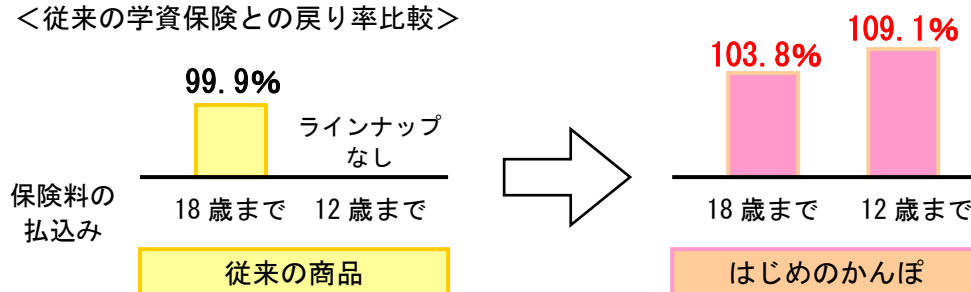 ＜従来の学資保険との戻り率比較＞
99.9%
ラインナップ
なし
103.8%
109.1%
保険料の
払込み
18歳まで
12歳まで
18歳まで
12歳まで
従来の商品
はじめのかんぽ